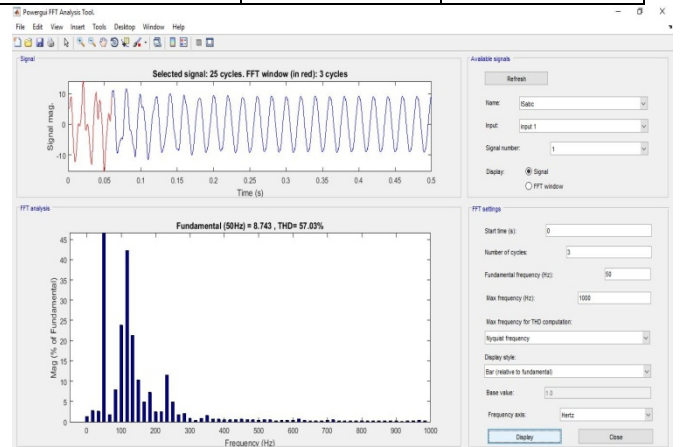 Powergui FFT Analysis Tool.
File Edit View Insert Tools Desktop Window Help
Signal
Selected signal: 25 cycles. FFT window (in red): 3 cycles
Signal mag.
10
0
-10
0 0.05 0.1 0.15 0.2 0.25 0.3 0.35 0.4 0.45 0.5
Time (s)
FFT analysis
Fundamental (50Hz) = 8.743 , THD= 57.03%
Mag (% of Fundamental)
45
40
35
30
25
20
15
10
5
0
0 100 200 300 400 500 600 700 800 900 1000
Frequency (Hz)
Available signals
Refresh
Name: ISabc
Input: input 1
Signal number: 1
Display: Signal
FFT window
FFT settings
Start time (s): 0
Number of cycles: 3
Fundamental frequency (Hz): 50
Max frequency (Hz): 1000
Max frequency for THD computation:
Nyquist frequency
Display style:
Bar (relative to fundamental)
Base value: 1.0
Frequency axis: Hertz
Display Close